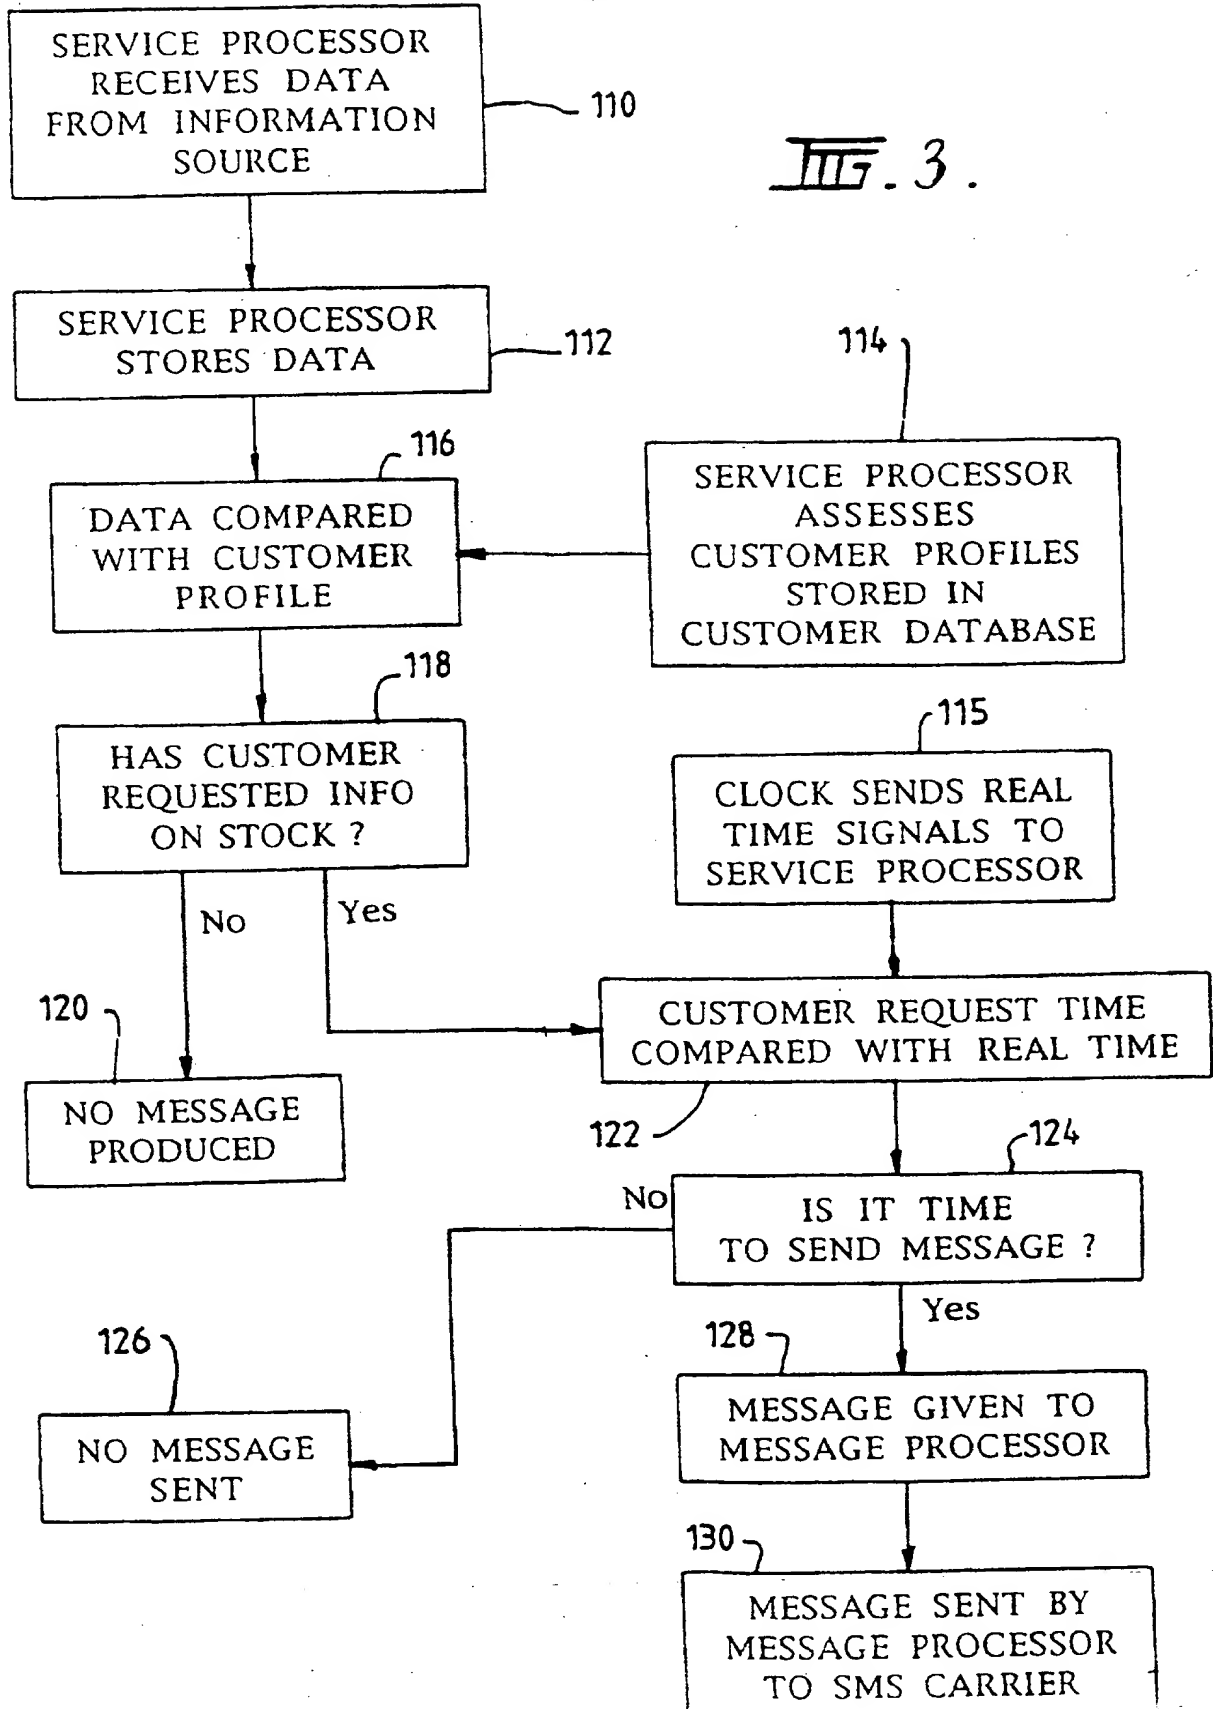 SERVICE PROCESSOR
RECEIVES DATA
FROM INFORMATION
SOURCE
110
FIG. 3.
SERVICE PROCESSOR
STORES DATA
112
114
116
DATA COMPARED
WITH CUSTOMER
PROFILE
SERVICE PROCESSOR
ASSESSES
CUSTOMER PROFILES
STORED IN
CUSTOMER DATABASE
118
HAS CUSTOMER
REQUESTED INFO
ON STOCK ?
115
CLOCK SENDS REAL
TIME SIGNALS TO
SERVICE PROCESSOR
No
Yes
120
NO MESSAGE
PRODUCED
CUSTOMER REQUEST TIME
COMPARED WITH REAL TIME
122
124
No
IS IT TIME
TO SEND MESSAGE ?
Yes
126
NO MESSAGE
SENT
128
MESSAGE GIVEN TO
MESSAGE PROCESSOR
130
MESSAGE SENT BY
MESSAGE PROCESSOR
TO SMS CARRIER